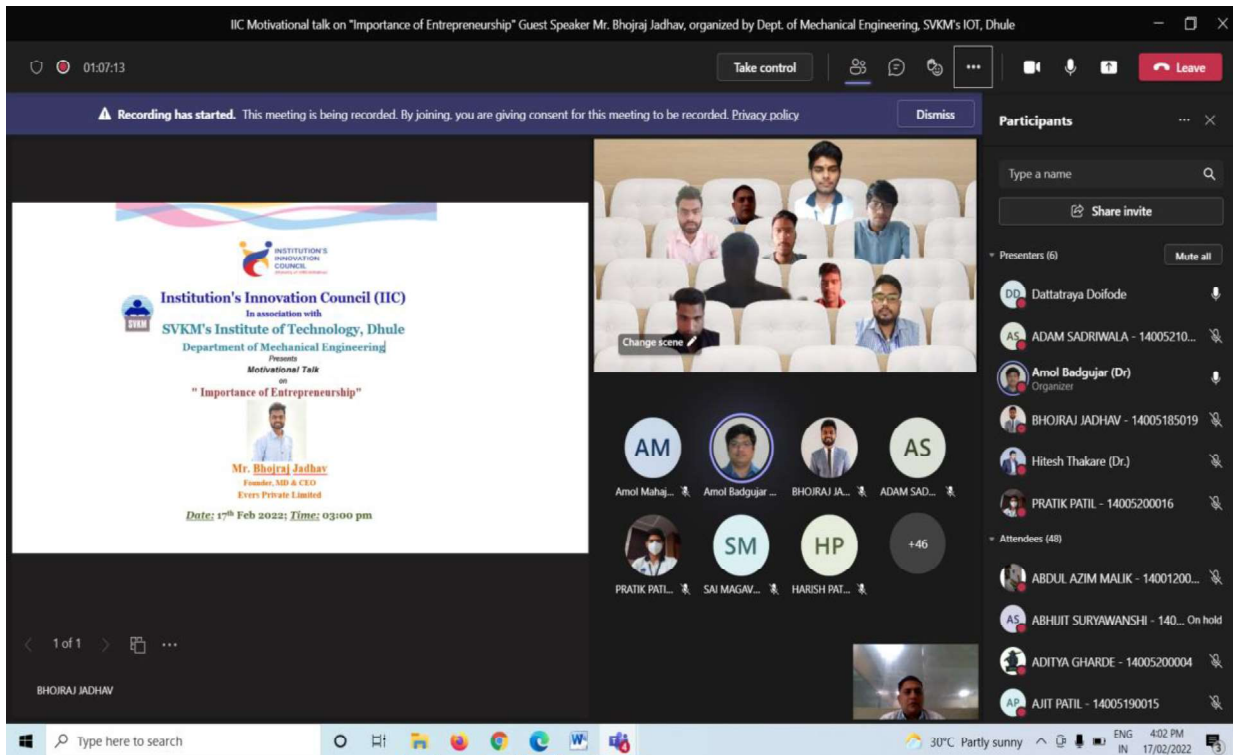 IIC Motivational talk on "Importance of Entrepreneurship" Guest Speaker Mr. Bhojraj Jadhav, organized by Dept. of Mechanical Engineering, SVKM's IOT, Dhule
01:07:13
Take control
Leave
Recording has started. This meeting is being recorded. By joining, you are giving consent for this meeting to be recorded. Privacy policy
Dismiss
INSTITUTION'S
INNOVATION
COUNCIL
SVKM
Institution's Innovation Council (IIC)
In association with
SVKM's Institute of Technology, Dhule
Department of Mechanical Engineering
Presents
Motivational Talk
on
" Importance of Entrepreneurship"
Mr. Bhojraj Jadhav
Founder, MD & CEO
Evers Private Limited
Date: 17th Feb 2022; Time: 03:00 pm
1 of 1
BHOJRAJ JADHAV
Change scene
AM
AS
Amol Mahaj...
Amol Badgujar ...
BHOJRAJ JA...
ADAM SAD...
SM
HP
+46
PRATIK PATI...
SAI MAGAV...
HARISH PAT...
Participants
Type a name
Share invite
Presenters (6)
Mute all
DD Dattatraya Doifode
AS ADAM SADRIWALA - 14005210...
Amol Badgujar (Dr)
Organizer
BHOJRAJ JADHAV - 14005185019
Hitesh Thakare (Dr.)
PRATIK PATIL - 14005200016
Attendees (48)
ABDUL AZIM MALIK - 14001200...
AS ABHIJIT SURYAWANSHI - 140... On hold
ADITYA GHARDE - 14005200004
AP AJIT PATIL - 14005190015
Type here to search
30°C Partly sunny
ENG
IN
4:02 PM
17/02/2022
3